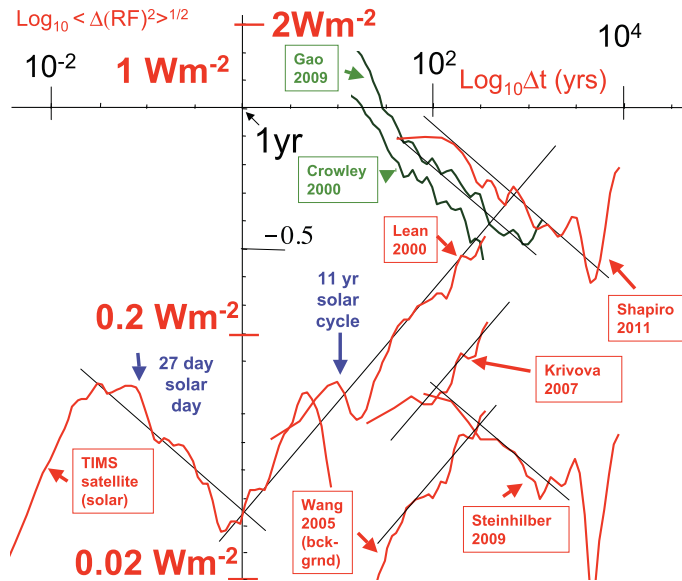 Log₁₀ < Δ(RF)² >¹ᐟ²
2Wm⁻²
10⁻²
1 Wm⁻²
Gao
2009
10²
10⁴
Log₁₀Δt (yrs)
1yr
Crowley
2000
Lean
2000
−0.5
11 yr
solar
cycle
Shapiro
2011
0.2 Wm⁻²
27 day
solar
day
Krivova
2007
TIMS
satellite
(solar)
Wang
2005
(bck-
grnd)
Steinhilber
2009
0.02 Wm⁻²